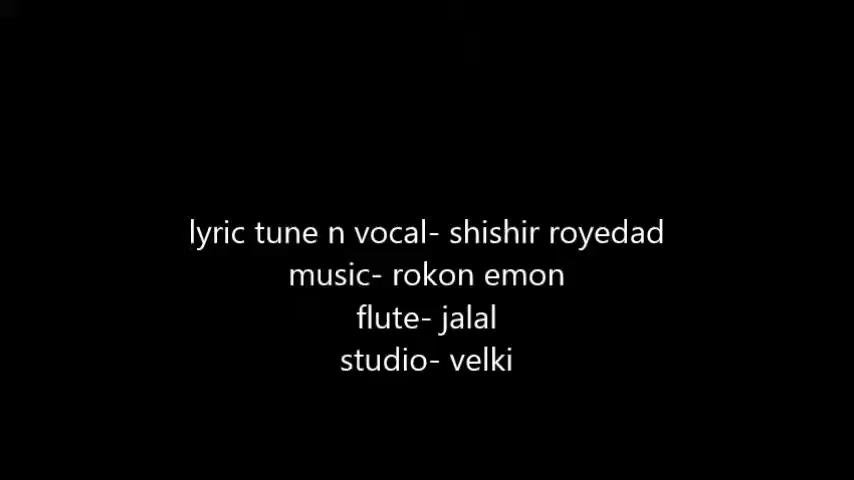 lyric tune n vocal- shishir royedad
music- rokon emon
flute- jalal
studio- velki